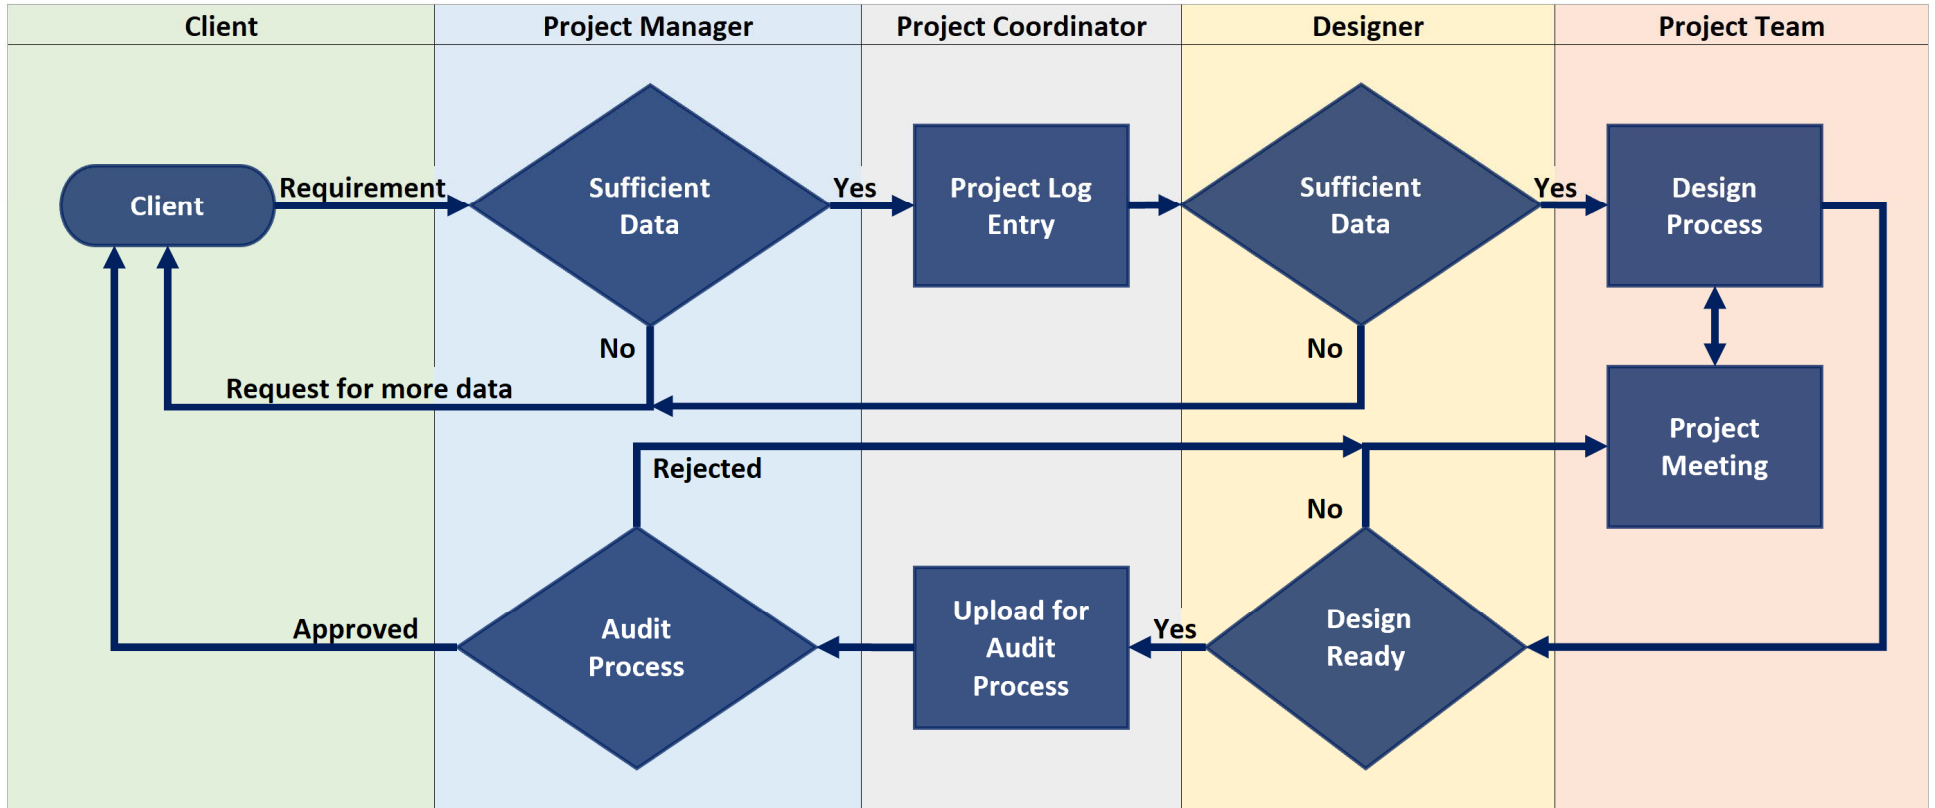 Client
Project Manager
Project Coordinator
Designer
Project Team
Client
Requirement
Sufficient
Data
Yes
Project Log
Entry
Sufficient
Data
Yes
Design
Process
No
No
Request for more data
Project
Meeting
Rejected
No
Approved
Audit
Process
Upload for
Audit
Process
Yes
Design
Ready